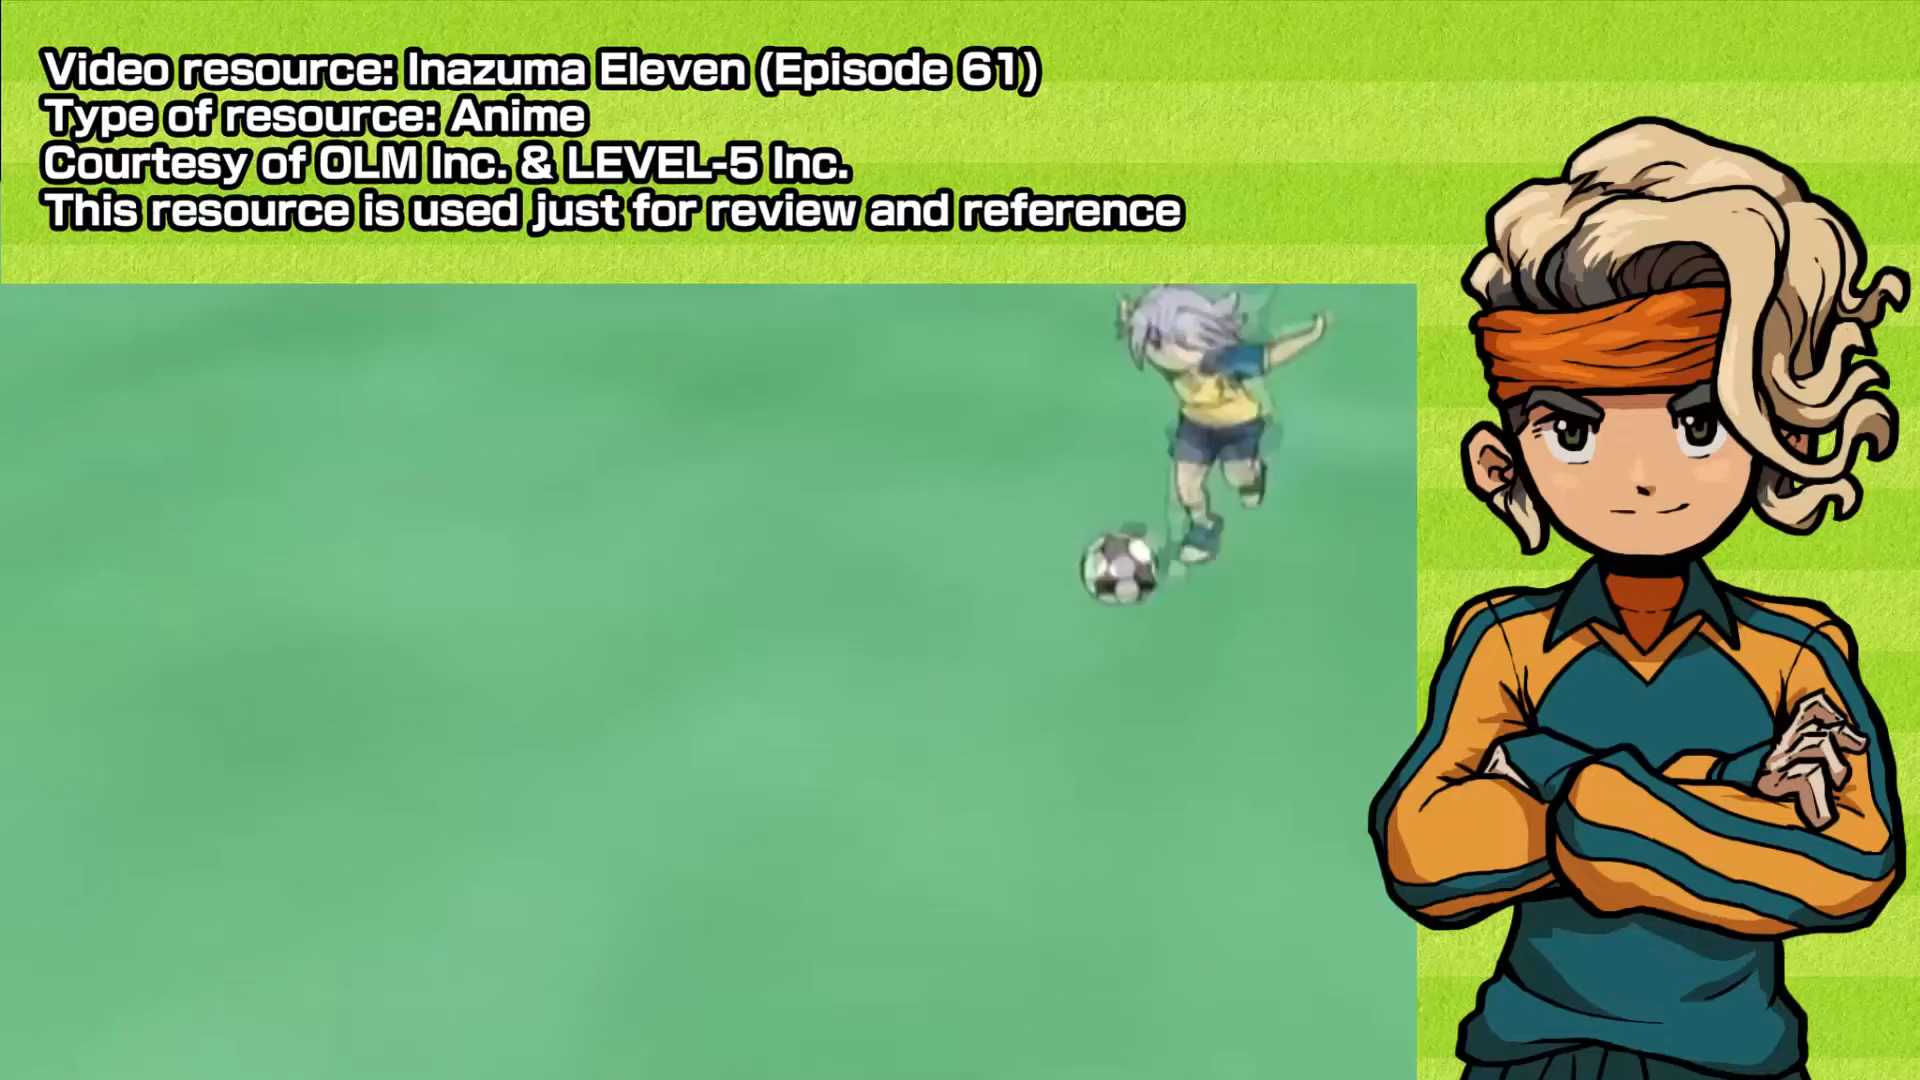 Video resource: Inazuma Eleven (Episode 61)
Type of resource: Anime
Courtesy of OLM Inc. & LEVEL-5 Inc.
This resource is used just for review and reference